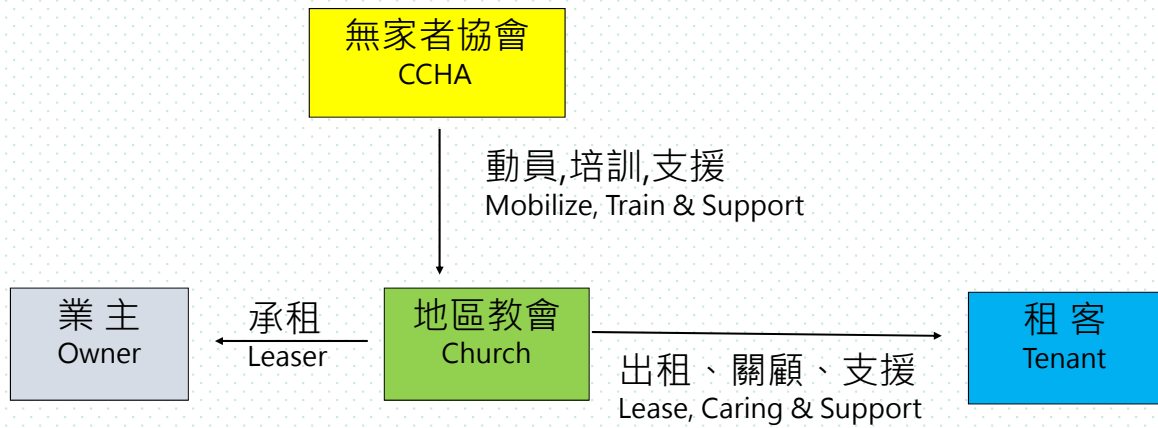 無家者協會
CCHA
動員,培訓,支援
Mobilize, Train & Support
業 主
Owner
承租
Leaser
地區教會
Church
出租、關顧、支援
Lease, Caring & Support
租 客
Tenant